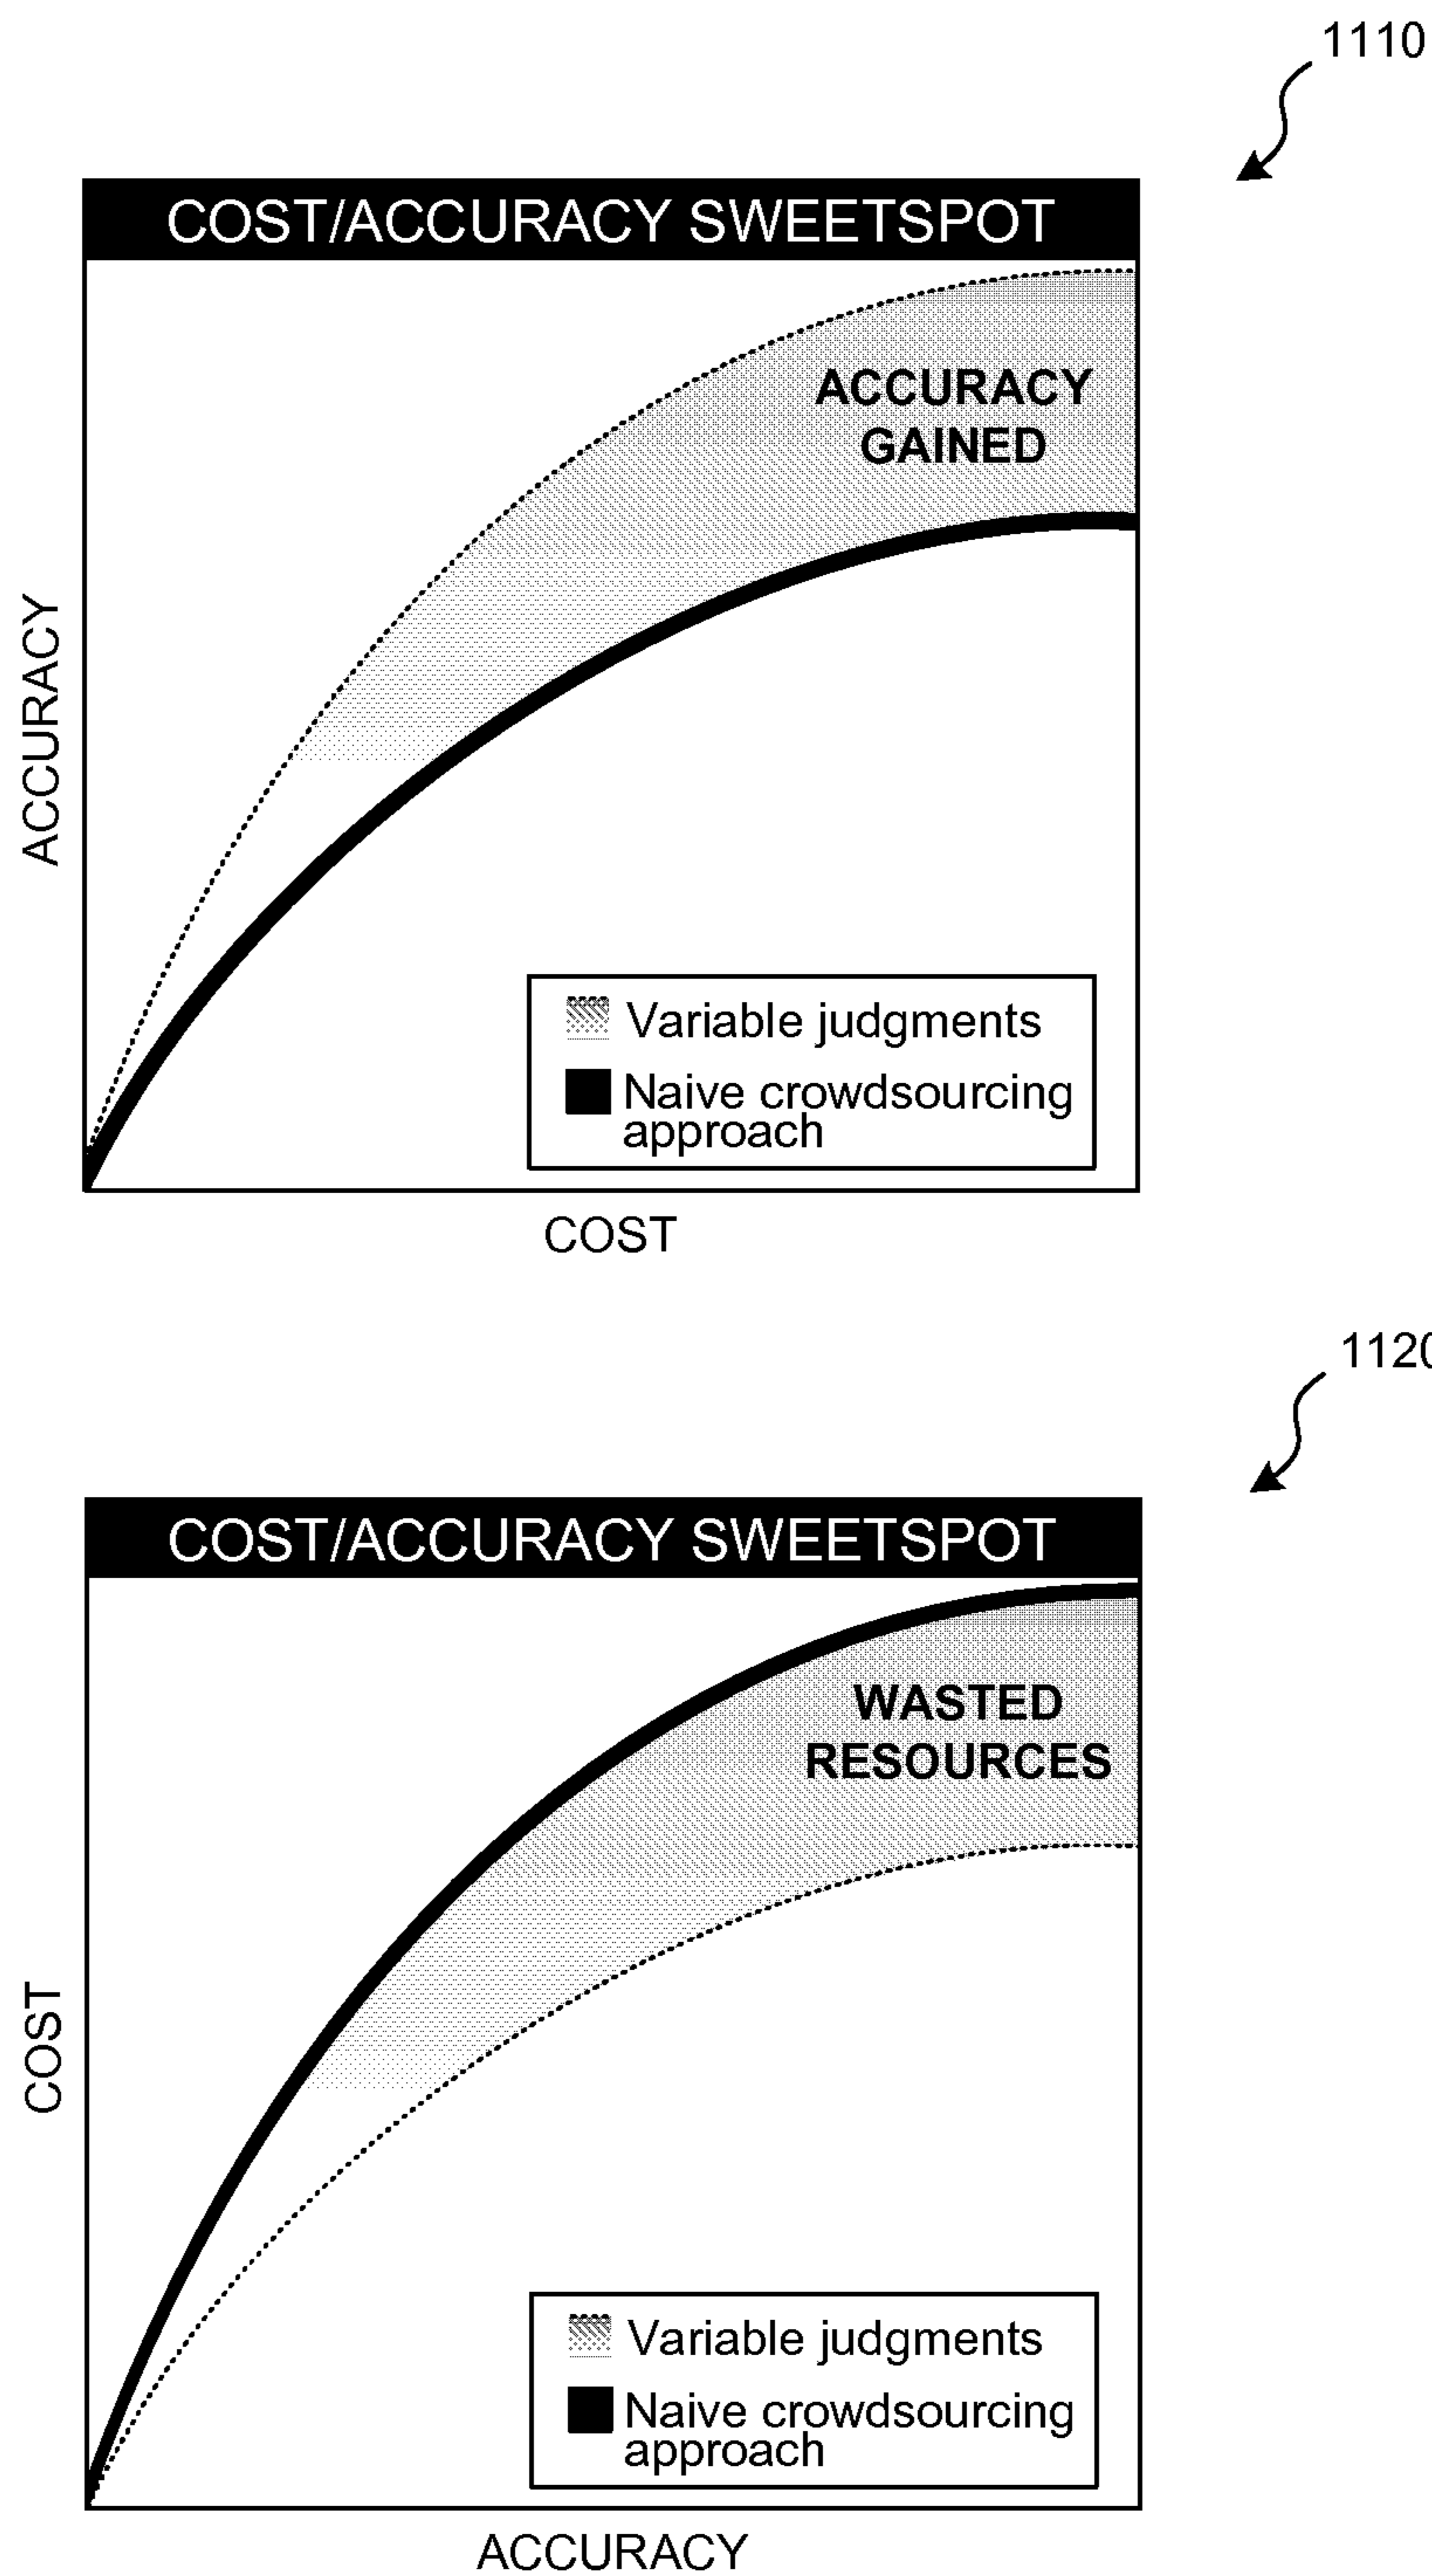 1110
COST/ACCURACY SWEETSPOT
ACCURACY
GAINED
ACCURACY
Variable judgments
Naive crowdsourcing
approach
COST
1120
COST/ACCURACY SWEETSPOT
WASTED
RESOURCES
COST
Variable judgments
Naive crowdsourcing
approach
ACCURACY